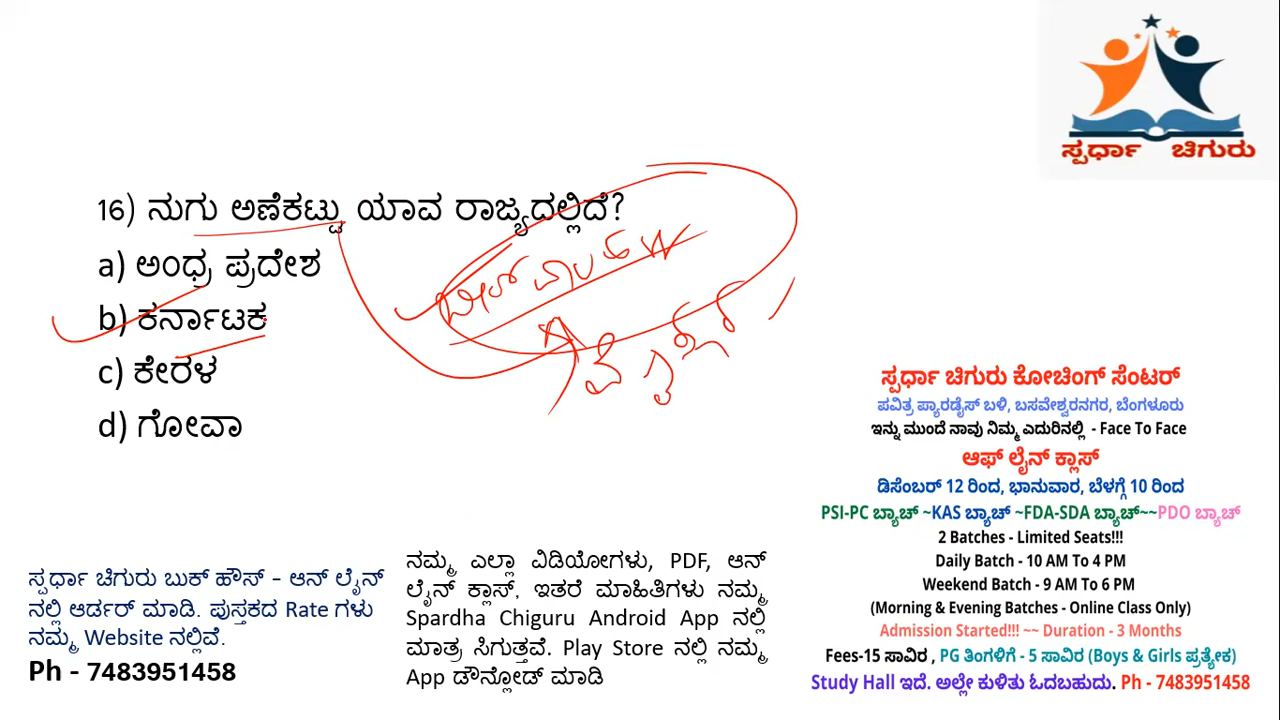 ಸ್ಪರ್ಧಾ ಚಿಗುರು
16) ನುಗು ಅಣೆಕಟ್ಟು ಯಾವ ರಾಜ್ಯದಲ್ಲಿದೆ?
a) ಅಂಧ್ರ ಪ್ರದೇಶ
b) ಕರ್ನಾಟಕ
c) ಕೇರಳ
d) ಗೋವಾ
ಸ್ಪರ್ಧಾ ಚಿಗುರು ಬುಕ್ ಹೌಸ್ – ಆನ್ ಲೈನ್
ನಲ್ಲಿ ಆರ್ಡರ್ ಮಾಡಿ. ಪುಸ್ತಕದ Rate ಗಳು
ನಮ್ಮ Website ನಲ್ಲಿವೆ.
Ph - 7483951458
ನಮ್ಮ ಎಲ್ಲಾ ವಿಡಿಯೋಗಳು, PDF, ಆನ್
ಲೈನ್ ಕ್ಲಾಸ್, ಇತರೆ ಮಾಹಿತಿಗಳು ನಮ್ಮ
Spardha Chiguru Android App ನಲ್ಲಿ
ಮಾತ್ರ ಸಿಗುತ್ತವೆ. Play Store ನಲ್ಲಿ ನಮ್ಮ
App ಡೌನ್ಲೋಡ್ ಮಾಡಿ
ಸ್ಪರ್ಧಾ ಚಿಗುರು ಕೋಚಿಂಗ್ ಸೆಂಟರ್
ಪವಿತ್ರ ಪ್ಯಾರಡೈಸ್ ಬಳಿ, ಬಸವೇಶ್ವರನಗರ, ಬೆಂಗಳೂರು
ಇನ್ನು ಮುಂದೆ ನಾವು ನಿಮ್ಮ ಎದುರಿನಲ್ಲಿ - Face To Face
ಆಫ್ ಲೈನ್ ಕ್ಲಾಸ್
ಡಿಸೆಂಬರ್ 12 ರಿಂದ, ಭಾನುವಾರ, ಬೆಳಗ್ಗೆ 10 ರಿಂದ
PSI-PC ಬ್ಯಾಚ್ ~KAS ಬ್ಯಾಚ್ ~FDA-SDA ಬ್ಯಾಚ್~~PDO ಬ್ಯಾಚ್
2 Batches - Limited Seats!!!
Daily Batch - 10 AM To 4 PM
Weekend Batch - 9 AM To 6 PM
(Morning & Evening Batches - Online Class Only)
Admission Started!!! ~~ Duration - 3 Months
Fees-15 ಸಾವಿರ , PG ತಿಂಗಳಿಗೆ - 5 ಸಾವಿರ (Boys & Girls ಪ್ರತ್ಯೇಕ)
Study Hall ಇದೆ. ಅಲ್ಲೇ ಕುಳಿತು ಓದಬಹುದು. Ph - 7483951458